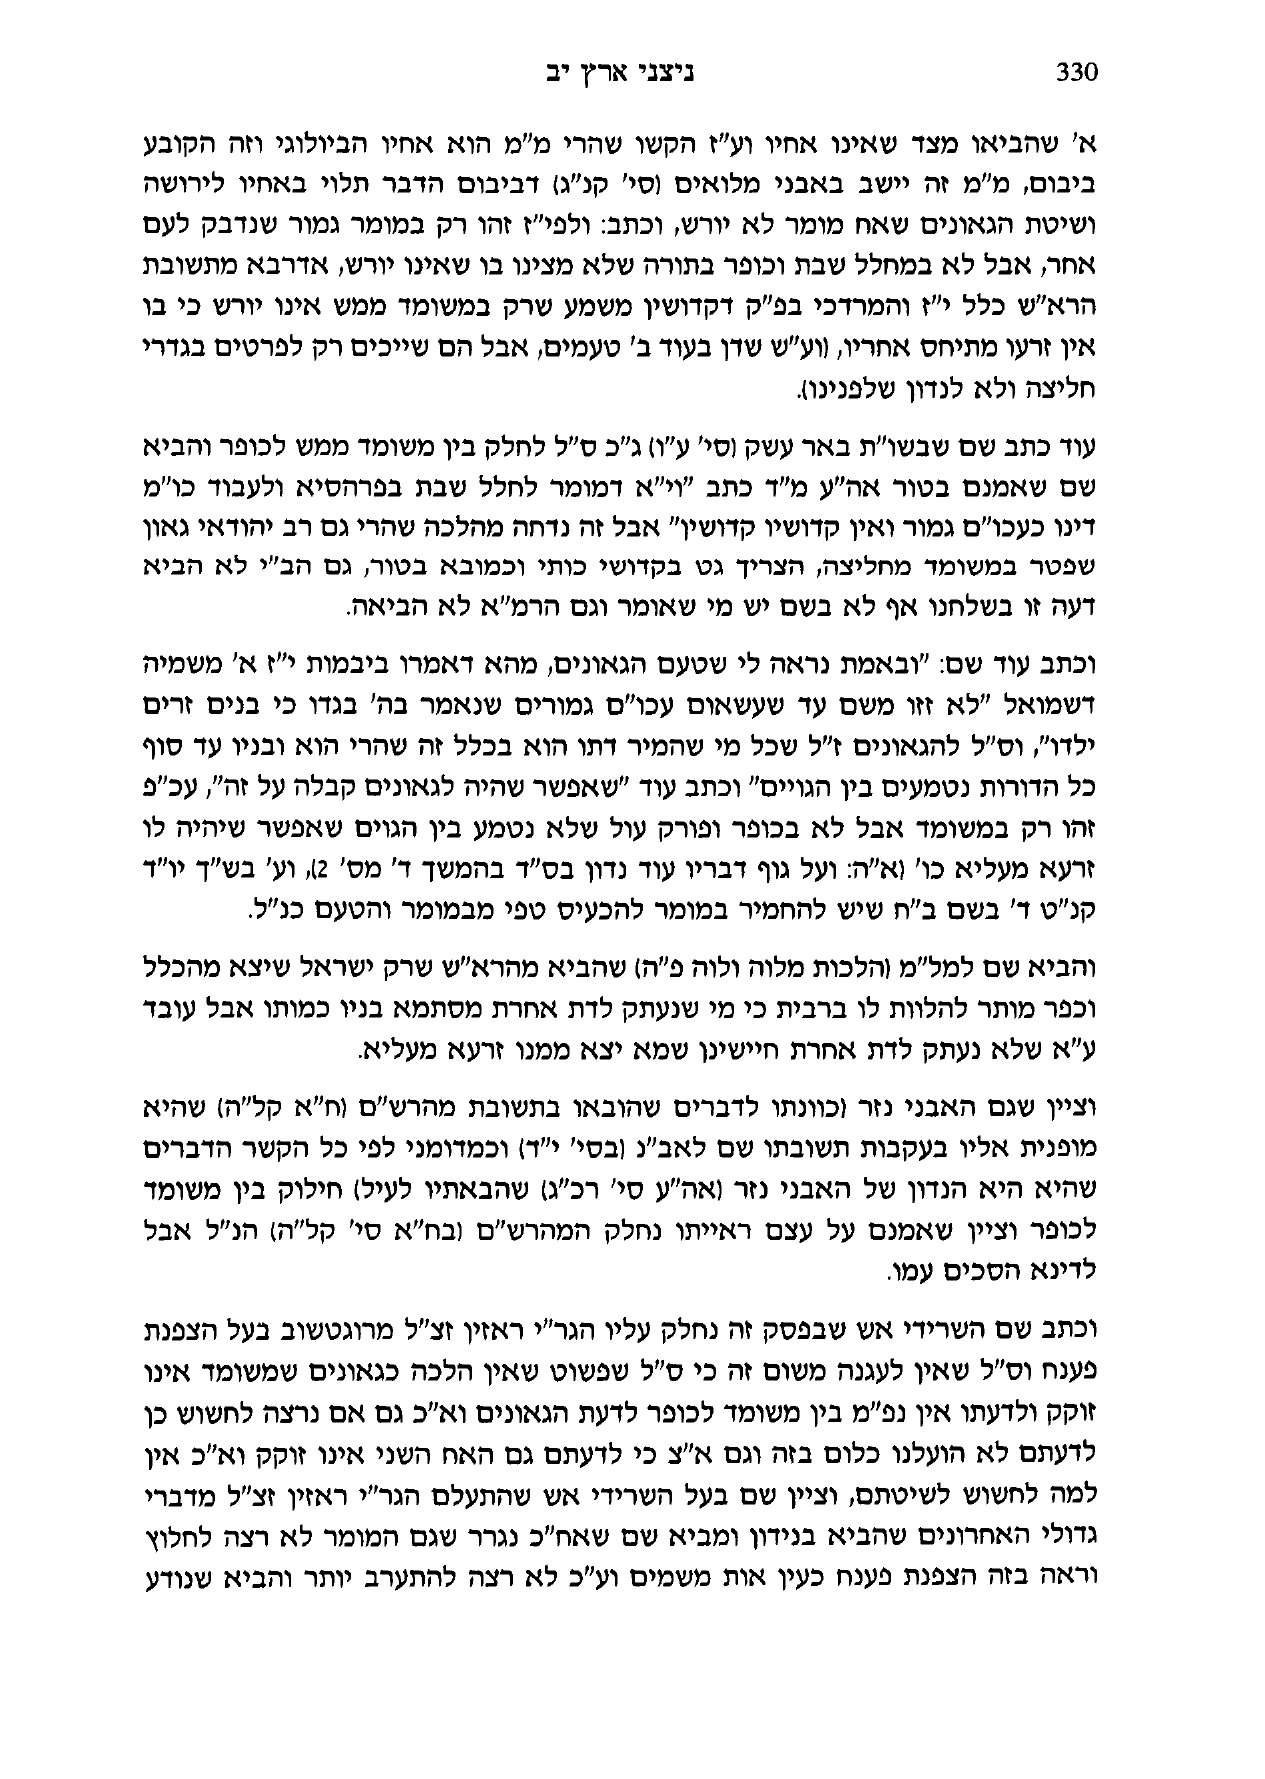 330 ניצני ארץ יב
א' שהביאו מצד שאינו אחיו וע"ז הקשו שהרי מ"מ הוא אחיו הביולוגי וזה הקובע
ביבום, מ"מ זה יישב באבני מלואים (סי' קנ"ג) דביבום הדבר תלוי באחיו לירושה
ושיטת הגאונים שאח מומר לא יורש, וכתב: ולפי"ז זהו רק במומר גמור שנדבק לעם
אחר, אבל לא במחלל שבת וכופר בתורה שלא מצינו בו שאינו יורש, אדרבא מתשובת
הרא"ש כלל י"ז והמרדכי בפ"ק דקדושין משמע שרק במשומד ממש אינו יורש כי בו
אין זרעו מתיחס אחריו, (וע"ש שדן בעוד ב' טעמים, אבל הם שייכים רק לפרטים בגדרי
חליצה ולא לנדון שלפנינו).
עוד כתב שם שבשו"ת באר עשק (סי' ע"ו) ג"כ ס"ל לחלק בין משומד ממש לכופר והביא
שם שאמנם בטור אה"ע מ"ד כתב "וי"א דמומר לחלל שבת בפרהסיא ולעבוד כו"מ
דינו כעכו"ם גמור ואין קדושיו קדושין" אבל זה נדחה מהלכה שהרי גם רב יהודאי גאון
שפטר במשומד מחליצה, הצריך גט בקדושי כותי וכמובא בטור, גם הב"י לא הביא
דעה זו בשלחנו אף לא בשם יש מי שאומר וגם הרמ"א לא הביאה.
וכתב עוד שם: "ובאמת נראה לי שטעם הגאונים, מהא דאמרו ביבמות י"ז א' משמיה
דשמואל "לא זזו משם עד שעשאום עכו"ם גמורים שנאמר בה' בגדו כי בנים זרים
ילדו", וס"ל להגאונים ז"ל שכל מי שהמיר דתו הוא בכלל זה שהרי הוא ובניו עד סוף
כל הדורות נטמעים בין הגויים" וכתב עוד "שאפשר שהיה לגאונים קבלה על זה", עכ"פ
זהו רק במשומד אבל לא בכופר ופורק עול שלא נטמע בין הגוים שאפשר שיהיה לו
זרעא מעליא כו' (א"ה: ועל גוף דבריו עוד נדון בס"ד בהמשך ד' מס' 2), וע' בש"ך יו"ד
קנ"ט ד' בשם ב"ח שיש להחמיר במומר להכעיס טפי מבמומר והטעם כנ"ל.
והביא שם למל"מ (הלכות מלוה ולוה פ"ה) שהביא מהרא"ש שרק ישראל שיצא מהכלל
וכפר מותר להלוות לו ברבית כי מי שנעתק לדת אחרת מסתמא בניו כמותו אבל עובד
ע"א שלא נעתק לדת אחרת חיישינן שמא יצא ממנו זרעא מעליא.
וציין שגם האבני נזר (כוונתו לדברים שהובאו בתשובת מהרש"ם (ח"א קל"ה) שהיא
מופנית אליו בעקבות תשובתו שם לאב"נ (בסי' י"ד) וכמדומני לפי כל הקשר הדברים
שהיא היא הנדון של האבני נזר (אה"ע סי' רכ"ג) שהבאתיו לעיל) חילוק בין משומד
לכופר וציין שאמנם על עצם ראייתו נחלק המהרש"ם (בח"א סי' קל"ה) הנ"ל אבל
לדינא הסכים עמו.
וכתב שם השרידי אש שבפסק זה נחלק עליו הגר"י ראזין זצ"ל מרוגטשוב בעל הצפנת
פענח וס"ל שאין לעגנה משום זה כי ס"ל שפשוט שאין הלכה כגאונים שמשומד אינו
זוקק ולדעתו אין נפ"מ בין משומד לכופר לדעת הגאונים וא"כ גם אם נרצה לחשוש כן
לדעתם לא הועלנו כלום בזה וגם א"צ כי לדעתם גם האח השני אינו זוקק וא"כ אין
למה לחשוש לשיטתם, וציין שם בעל השרידי אש שהתעלם הגר"י ראזין זצ"ל מדברי
גדולי האחרונים שהביא בנידון ומביא שם שאח"כ נגרר שגם המומר לא רצה לחלוץ
וראה בזה הצפנת פענח כעין אות משמים וע"כ לא רצה להתערב יותר והביא שנודע